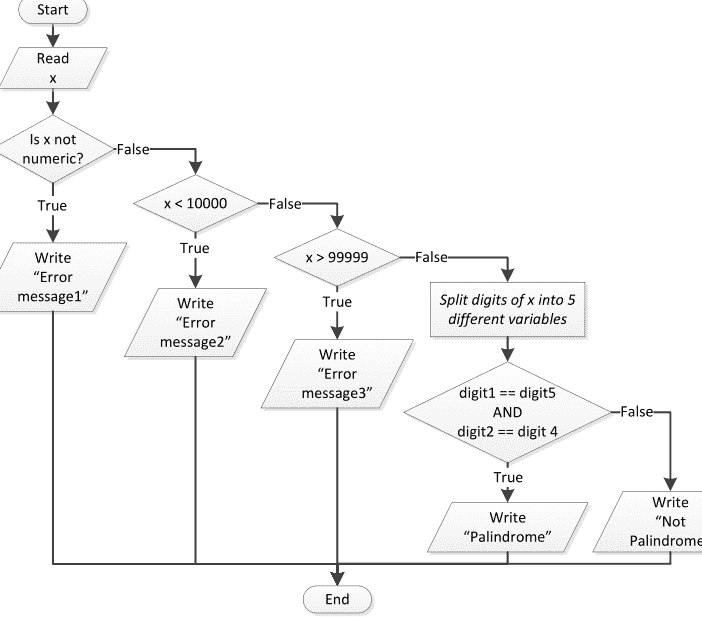 Start
Read
x
Is x not
numeric?
False
True
x < 10000
False
True
Write
“Error
message1”
x > 99999
False
True
Write
“Error
message2”
Split digits of x into 5
different variables
Write
“Error
message3”
digit1 == digit5
AND
digit2 == digit 4
False
True
Write
“Palindrome”
Write
“Not
Palindrome
End